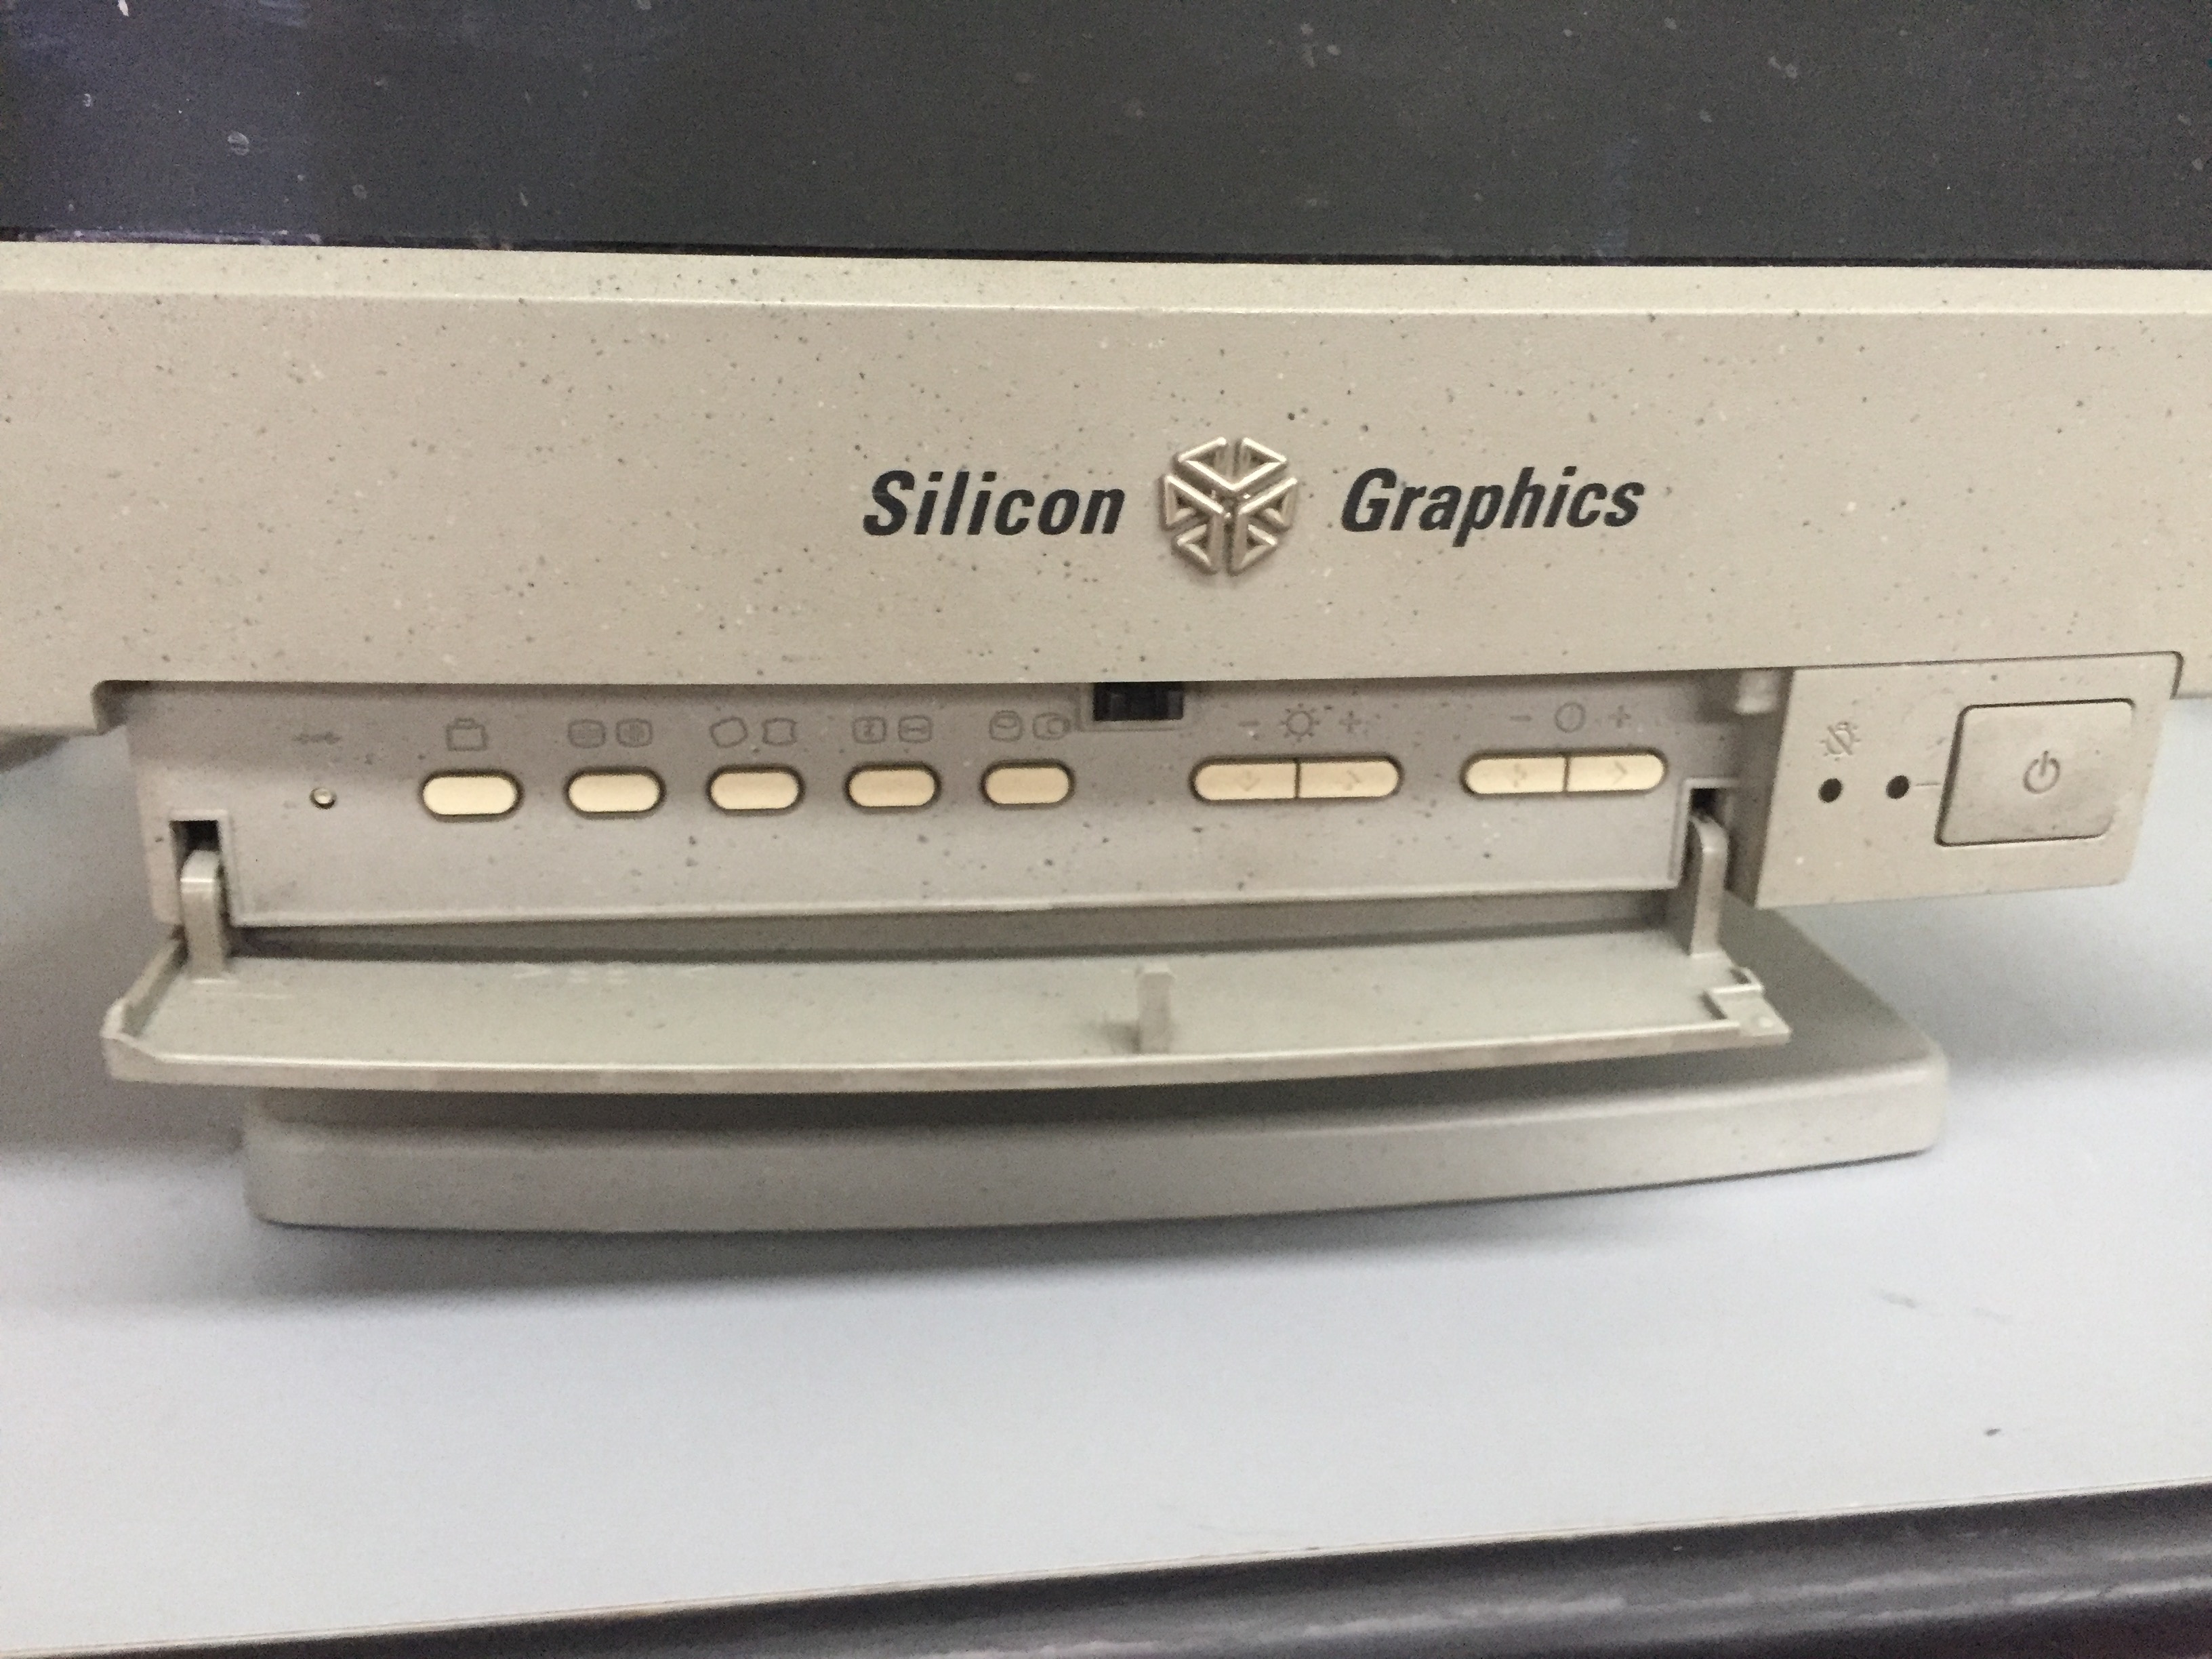 Silicon Graphics
- +
- +